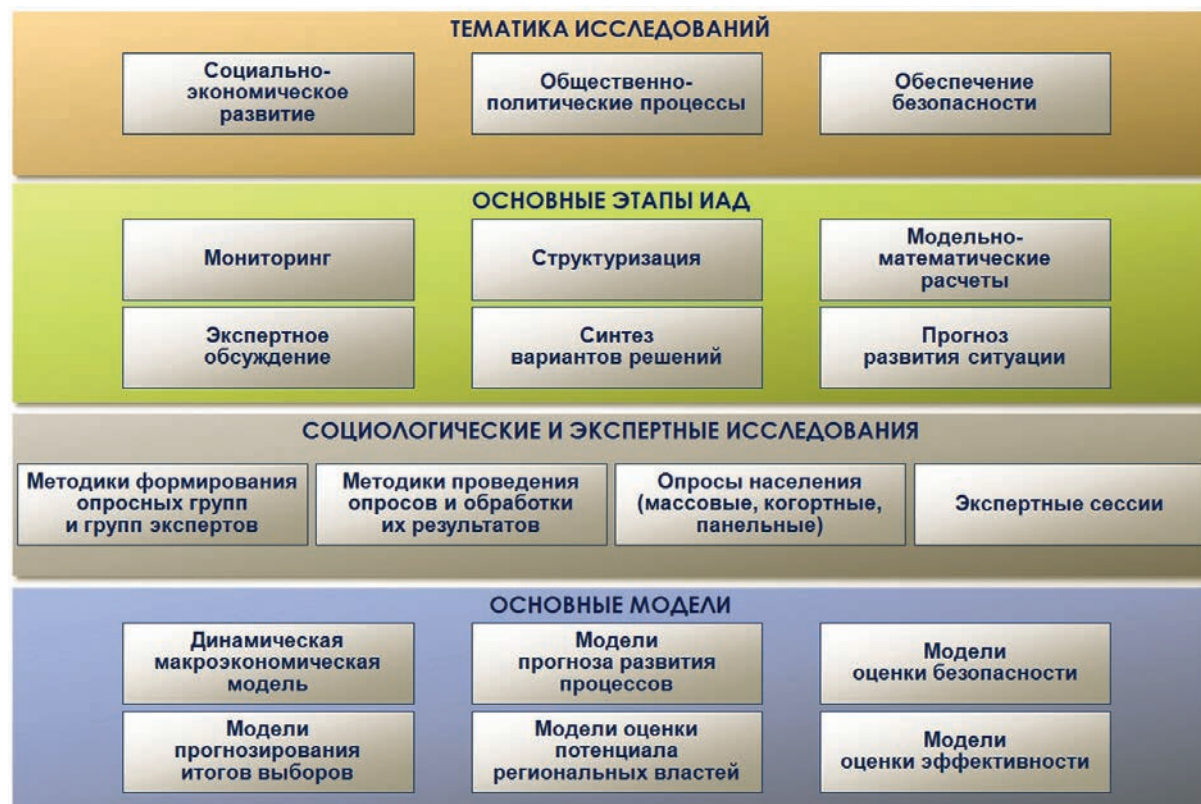 ТЕМАТИКА ИССЛЕДОВАНИЙ
Социально-
экономическое
развитие
Общественно-
политические процессы
Обеспечение
безопасности
ОСНОВНЫЕ ЭТАПЫ ИАД
Мониторинг
Структуризация
Модельно-
математические
расчеты
Экспертное
обсуждение
Синтез
вариантов решений
Прогноз
развития ситуации
СОЦИОЛОГИЧЕСКИЕ И ЭКСПЕРТНЫЕ ИССЛЕДОВАНИЯ
Методики формирования
опросных групп
и групп экспертов
Методики проведения
опросов и обработки
их результатов
Опросы населения
(массовые, когортные,
панельные)
Экспертные сессии
ОСНОВНЫЕ МОДЕЛИ
Динамическая
макроэкономическая
модель
Модели
прогноза развития
процессов
Модели
оценки безопасности
Модели
прогнозирования
итогов выборов
Модели оценки
потенциала
региональных властей
Модели
оценки эффективности